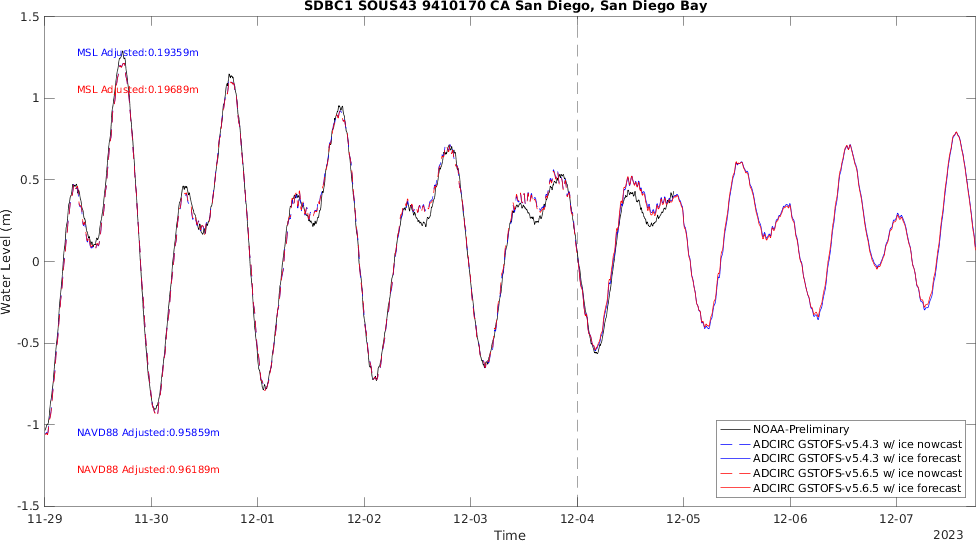 SDBC1 SOUS43 9410170 CA San Diego, San Diego Bay
1.5
MSL Adjusted:0.19359m
MSL Adjusted:0.19689m
1
0.5
0
-0.5
-1
-1.5
Water Level (m)
NAVD88 Adjusted:0.95859m
NAVD88 Adjusted:0.96189m
NOAA-Preliminary
ADCIRC GSTOFS-v5.4.3 w/ ice nowcast
ADCIRC GSTOFS-v5.4.3 w/ ice forecast
ADCIRC GSTOFS-v5.6.5 w/ ice nowcast
ADCIRC GSTOFS-v5.6.5 w/ ice forecast
11-29 11-30 12-01 12-02 12-03 12-04 12-05 12-06 12-07
Time
2023